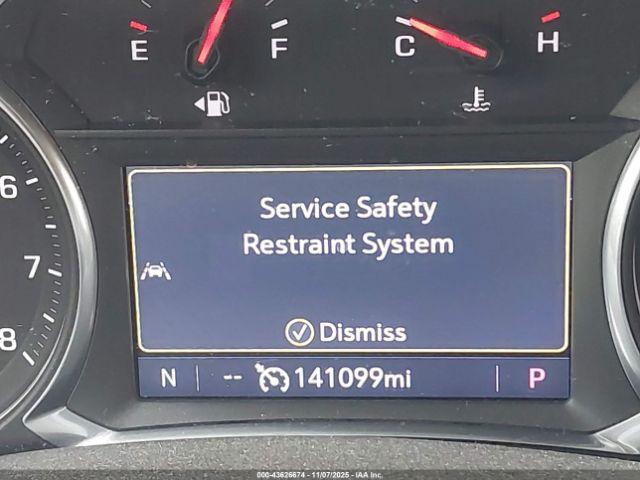 E F C H
6
Service Safety
Restraint System
7
8
Dismiss
N -- 141099mi P
000-43626674 | 11/07/2025 - IAA Inc.